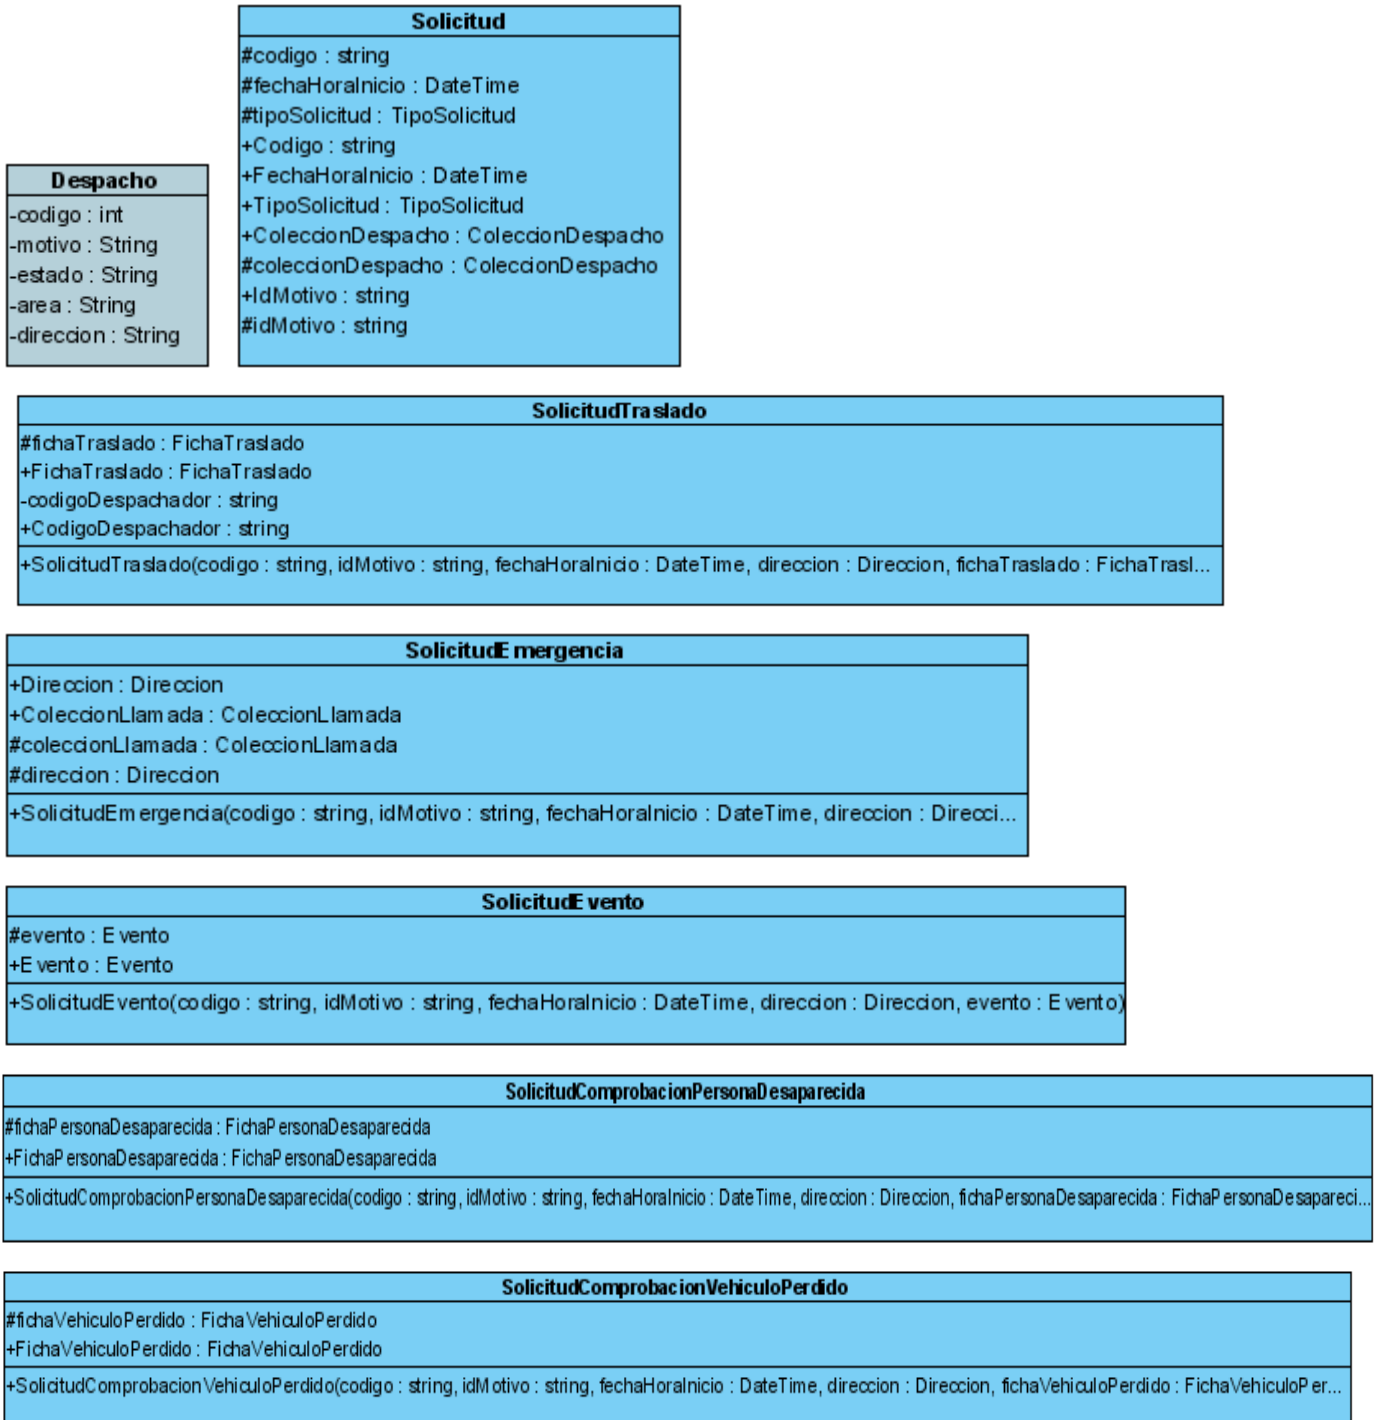 Solicitud
#codigo : string
#fechaHoraInicio : DateTime
#tipoSolicitud : TipoSolicitud
+Codigo : string
+FechaHoraInicio : DateTime
+TipoSolicitud : TipoSolicitud
+ColeccionDespacho : ColeccionDespacho
#coleccionDespacho : ColeccionDespacho
+IdMotivo : string
#idMotivo : string
Despacho
-codigo : int
-motivo : String
-estado : String
-area : String
-direccion : String
SolicitudTraslado
#fichaTraslado : FichaTraslado
+FichaTraslado : FichaTraslado
-codigoDespachador : string
+CodigoDespachador : string
+SolicitudTraslado(codigo : string, idMotivo : string, fechaHoraInicio : DateTime, direccion : Direccion, fichaTraslado : FichaTrasl...
SolicitudEmergencia
+Direccion : Direccion
+ColeccionLlamada : ColeccionLlamada
#coleccionLlamada : ColeccionLlamada
#direccion : Direccion
+SolicitudEmergencia(codigo : string, idMotivo : string, fechaHoraInicio : DateTime, direccion : Direcci...
SolicitudEvento
#evento : Evento
+Evento : Evento
+SolicitudEvento(codigo : string, idMotivo : string, fechaHoraInicio : DateTime, direccion : Direccion, evento : Evento)
SolicitudComprobacionPersonaDesaparecida
#fichaPersonaDesaparecida : FichaPersonaDesaparecida
+FichaPersonaDesaparecida : FichaPersonaDesaparecida
+SolicitudComprobacionPersonaDesaparecida(codigo : string, idMotivo : string, fechaHoraInicio : DateTime, direccion : Direccion, fichaPersonaDesaparecida : FichaPersonaDesapareci...
SolicitudComprobacionVehiculoPerdido
#fichaVehiculoPerdido : FichaVehiculoPerdido
+FichaVehiculoPerdido : FichaVehiculoPerdido
+SolicitudComprobacionVehiculoPerdido(codigo : string, idMotivo : string, fechaHoraInicio : DateTime, direccion : Direccion, fichaVehiculoPerdido : FichaVehiculoPer...